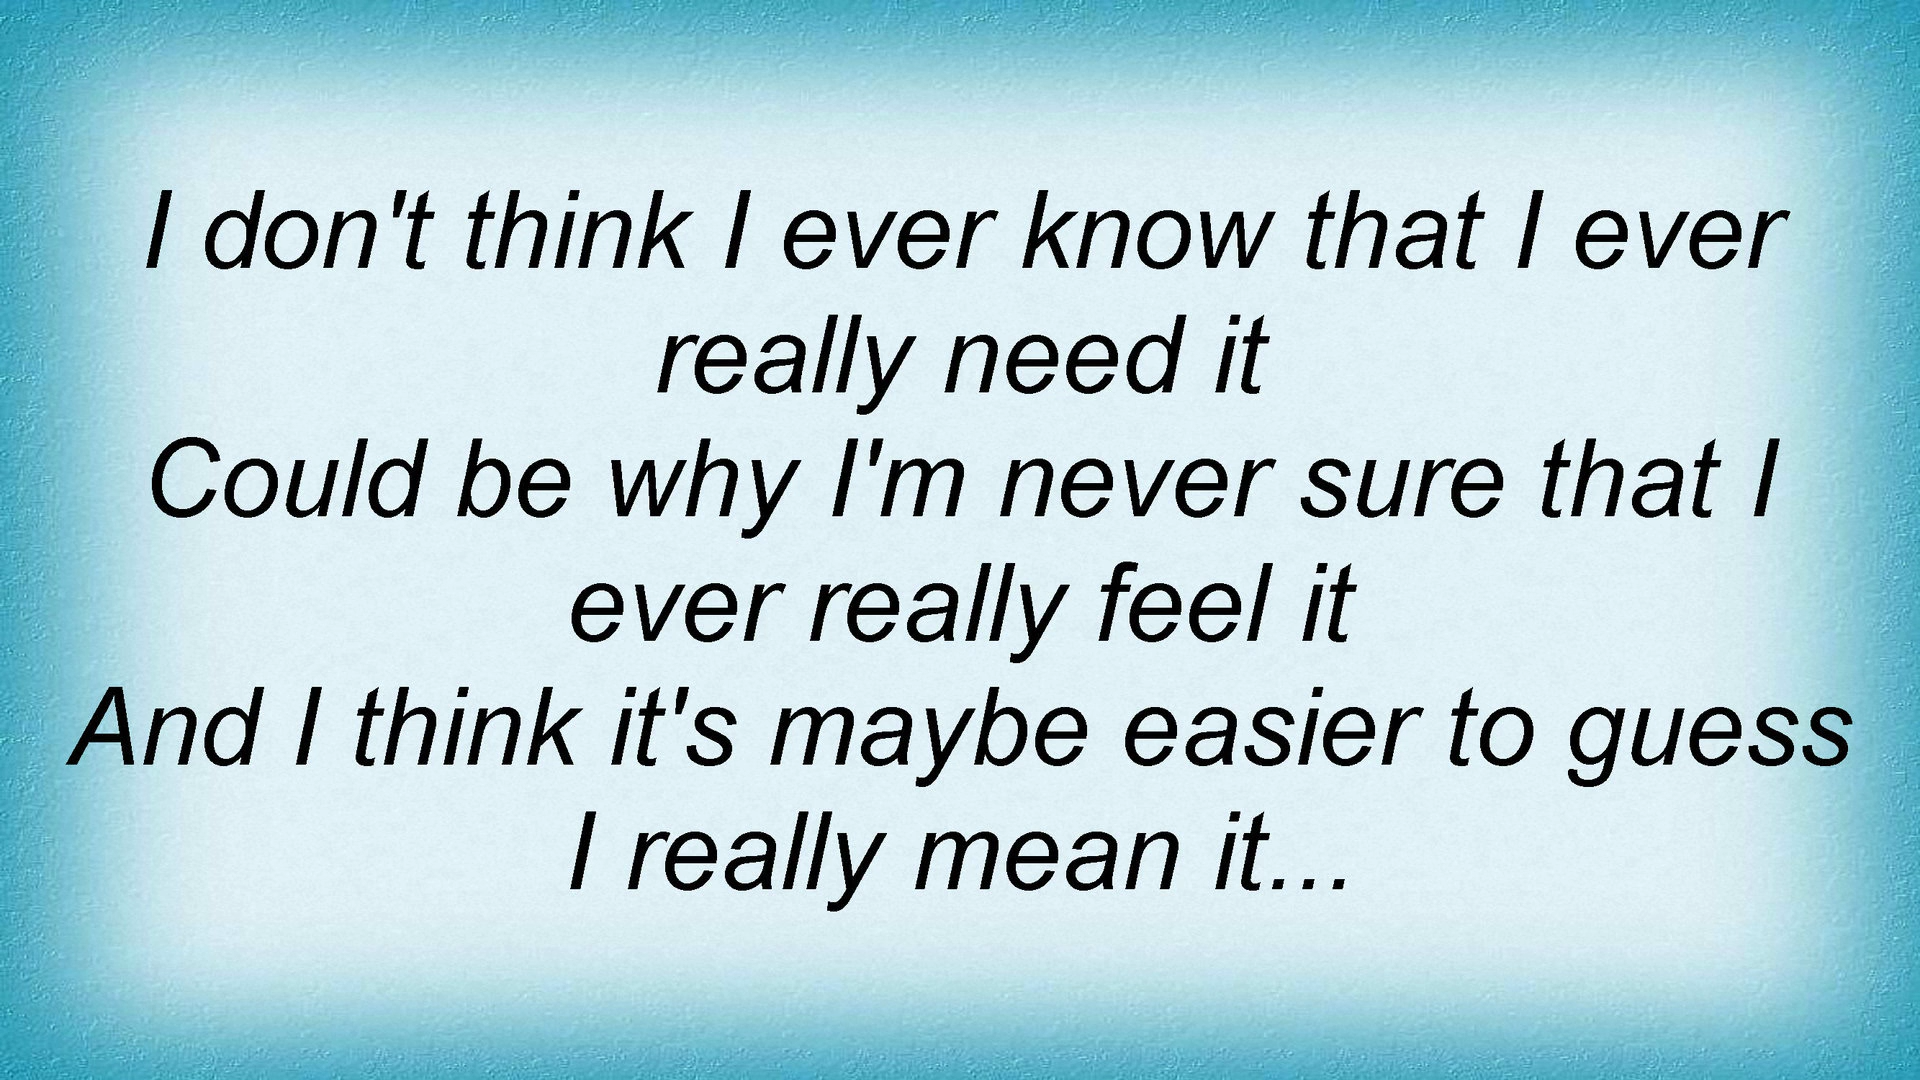 I don't think I ever know that I ever
really need it
Could be why I'm never sure that I
ever really feel it
And I think it's maybe easier to guess
I really mean it...